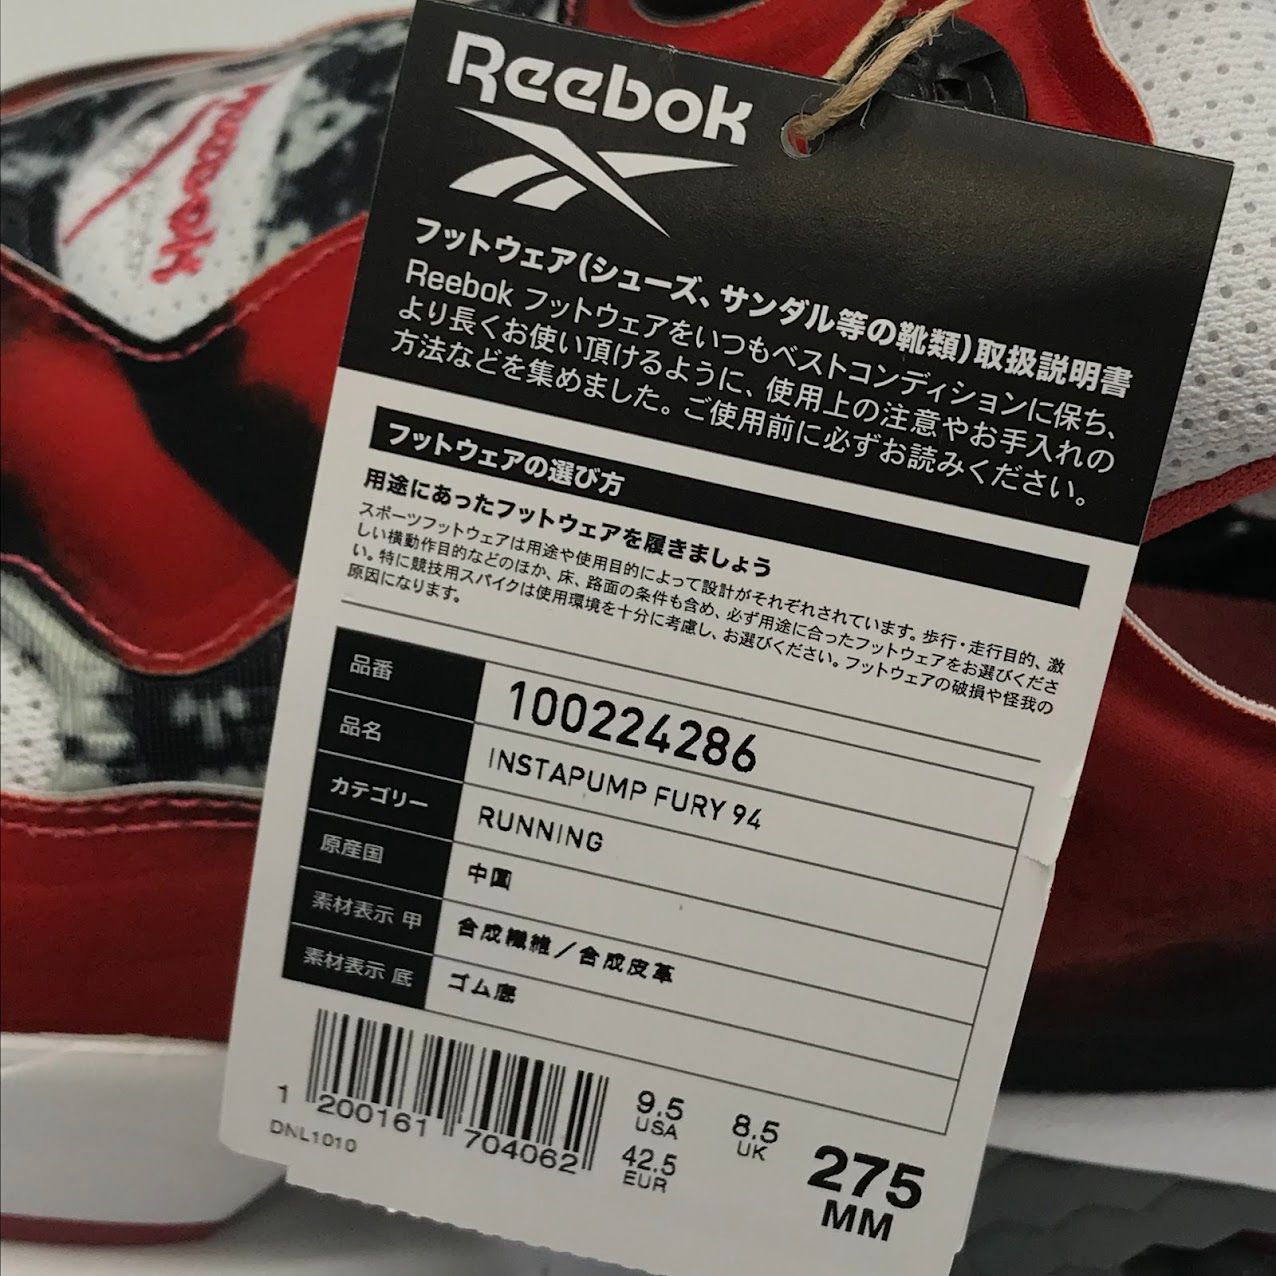 Reebok
Reebok
フットウェア(シューズ、サンダル等の靴類)取扱説明書
Reebok フットウェアをいつもベストコンディションに保ち、
より長くお使い頂けるように、使用上の注意やお手入れの
方法などを集めました。ご使用前に必ずお読みください。
フットウェアの選び方
用途にあったフットウェアを履きましょう
スポーツフットウェアは用途や使用目的によって設計がそれぞれされています。歩行・走行目的、激
しい横動作目的などのほか、床、路面の条件も含め、必ず用途に合ったフットウェアをお選びくださ
い。特に競技用スパイクは使用環境を十分に考慮し、お選びください。フットウェアの破損や怪我の
原因になります。
品番 100224286
品名 INSTAPUMP FURY 94
カテゴリー RUNNING
原産国 中国
素材表示 甲 合成繊維/合成皮革
素材表示 底 ゴム底
1 200161 704062
DNL1010
9.5 USA
8.5 UK
42.5 EUR
275 MM